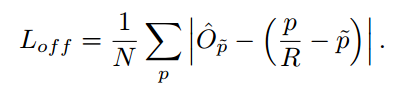 $L_{off} = \frac{1}{N} \sum_{p} \left| \hat{O}_{\tilde{p}} - \left( \frac{p}{R} - \tilde{p} \right) \right|.$